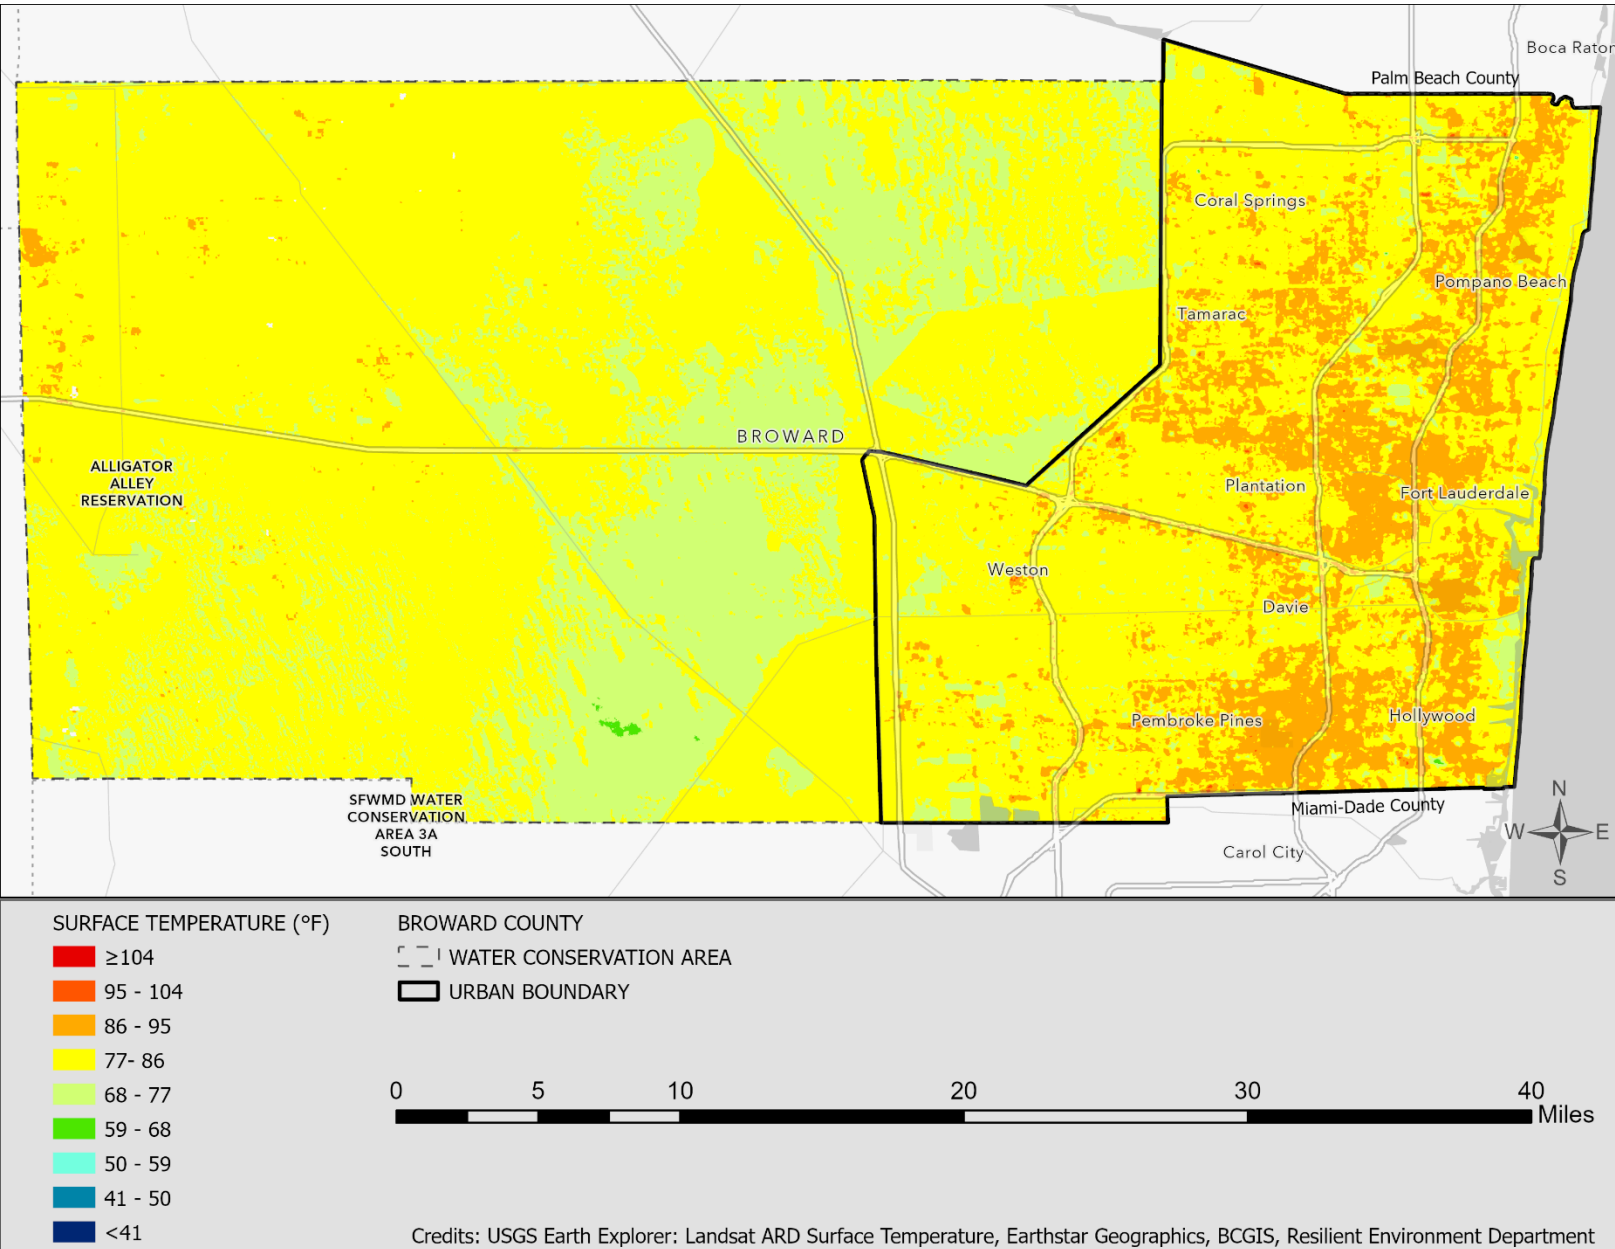 Boca Raton
Palm Beach County
Coral Springs
Pompano Beach
Tamarac
BROWARD
ALLIGATOR
ALLEY
RESERVATION
Plantation
Fort Lauderdale
Weston
Davie
Pembroke Pines
Hollywood
SFWMD WATER
CONSERVATION
AREA 3A
SOUTH
Miami-Dade County
Carol City
N
W
E
S
SURFACE TEMPERATURE (°F)
≥104
95 - 104
86 - 95
77- 86
68 - 77
59 - 68
50 - 59
41 - 50
<41
BROWARD COUNTY
WATER CONSERVATION AREA
URBAN BOUNDARY
0 5 10 20 30 40
Miles
Credits: USGS Earth Explorer: Landsat ARD Surface Temperature, Earthstar Geographics, BCGIS, Resilient Environment Department